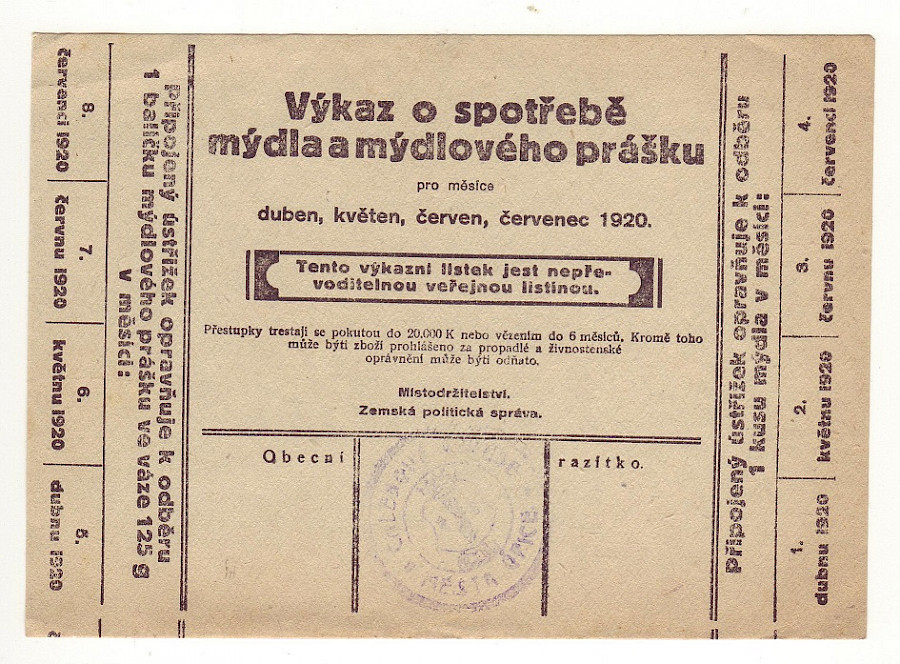 Výkaz o spotřebě
mýdla a mýdlového prášku
pro měsíce
duben, květen, červen, červenec 1920.
Tento výkazní lístek jest nepře-
voditelnou veřejnou listinou.
Přestupky trestají se pokutou do 20.000 K nebo vězením do 6 měsíců. Kromě toho
může býti zboží prohlášeno za propadlé a živnostenské
oprávnění může býti odňato.
Místodržitelství.
Zemská politická správa.
Obecní razítko.
MĚSTA ÚPICE
Připojený ústřižek opravňuje k odběru
1 balíčku mýdlového prášku ve váze 125 g
v měsíci:
8.
červenci 1920
7.
červnu 1920
6.
květnu 1920
5.
dubnu 1920
Připojený ústřižek opravňuje k odběru
1 kusu mýdla v měsíci:
4.
červenci 1920
3.
červnu 1920
2.
květnu 1920
1.
dubnu 1920